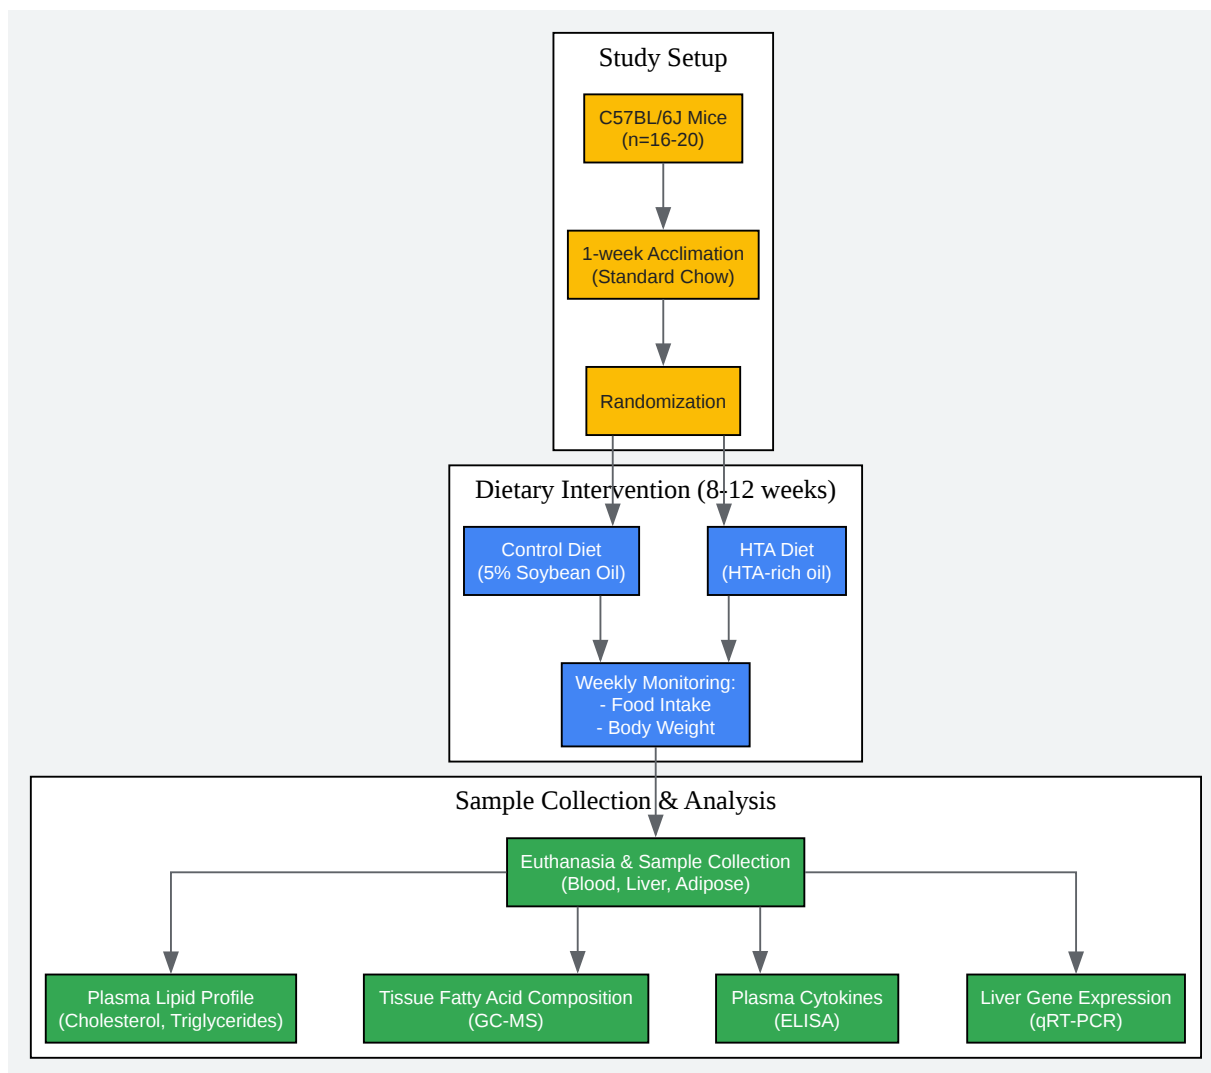 Study Setup
C57BL/6J Mice
(n=16-20)
1-week Acclimation
(Standard Chow)
Randomization
Dietary Intervention (8-12 weeks)
Control Diet
(5% Soybean Oil)
HTA Diet
(HTA-rich oil)
Weekly Monitoring:
- Food Intake
- Body Weight
Sample Collection & Analysis
Euthanasia & Sample Collection
(Blood, Liver, Adipose)
Plasma Lipid Profile
(Cholesterol, Triglycerides)
Tissue Fatty Acid Composition
(GC-MS)
Plasma Cytokines
(ELISA)
Liver Gene Expression
(qRT-PCR)